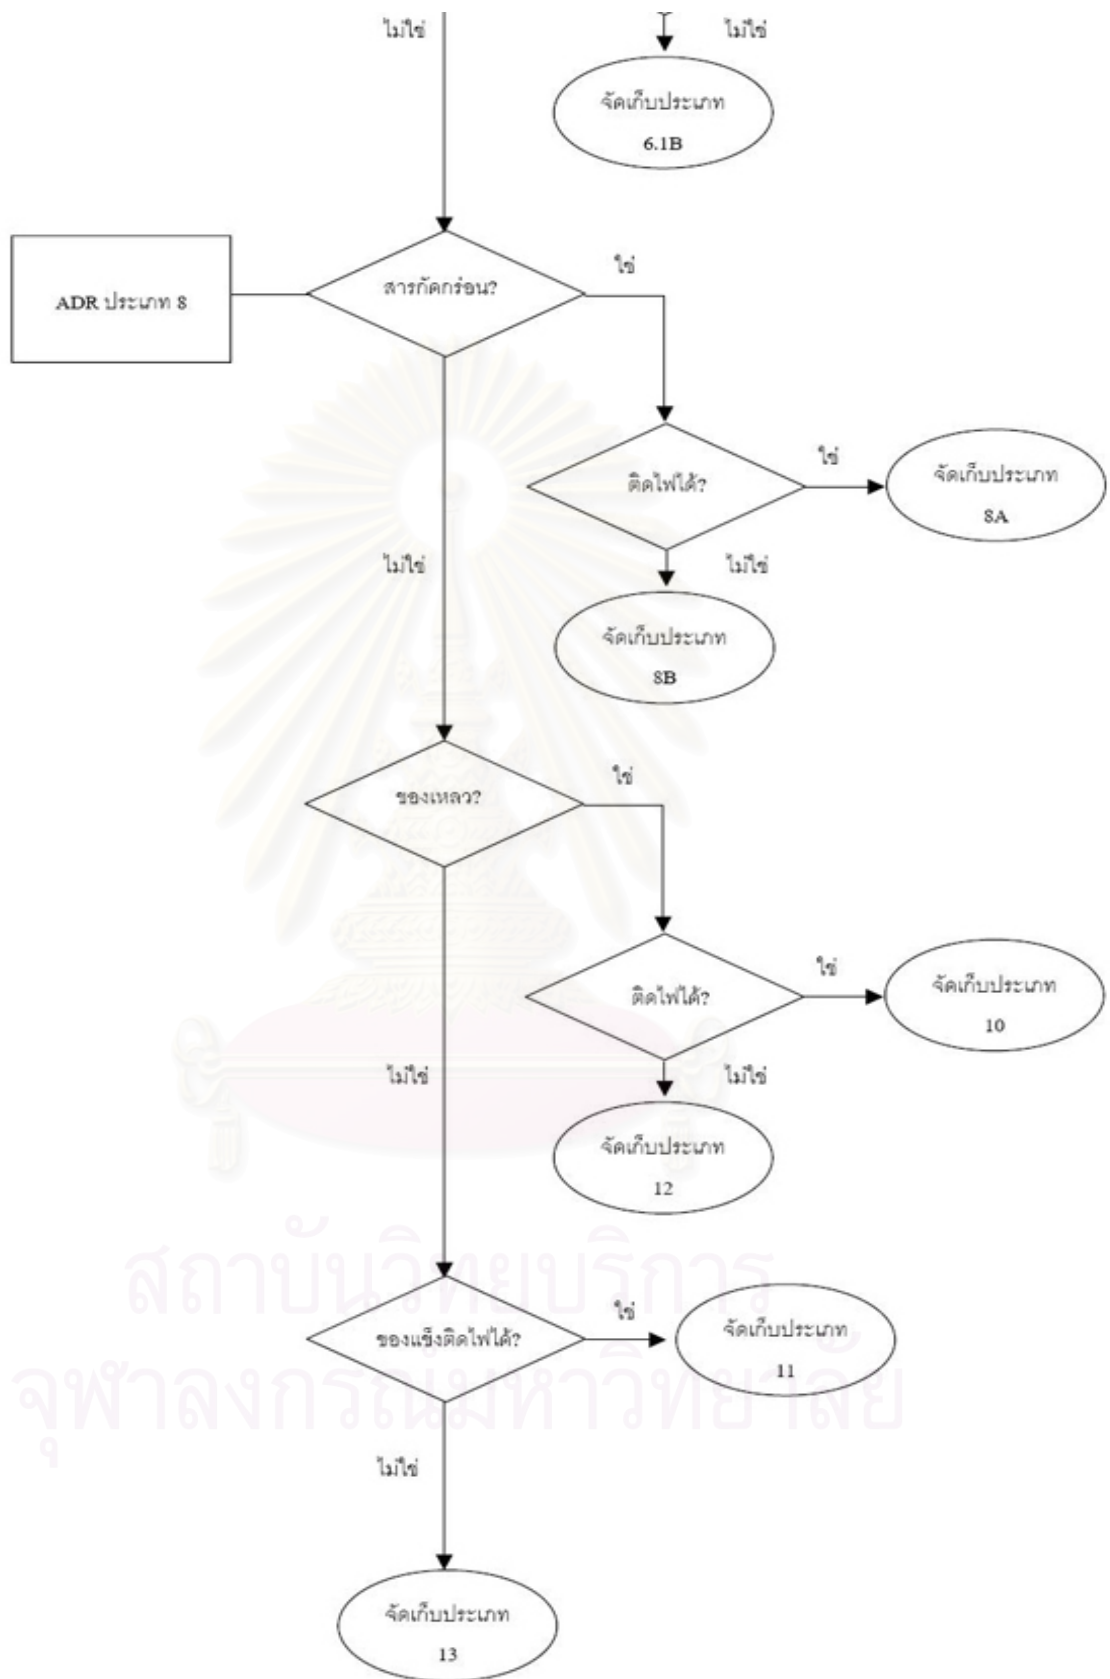 ไม่ใช่
ไม่ใช่
จัดเก็บประเภท
6.1B
ADR ประเภท 8
สารกัดกร่อน?
ใช่
ติดไฟได้?
ใช่
จัดเก็บประเภท
8A
ไม่ใช่
ไม่ใช่
จัดเก็บประเภท
8B
ของเหลว?
ใช่
ติดไฟได้?
ใช่
จัดเก็บประเภท
10
ไม่ใช่
ไม่ใช่
จัดเก็บประเภท
12
สถาบันวิทยบริการ
ของแข็งติดไฟได้?
ใช่
จัดเก็บประเภท
11
จุฬาลงกรณ์มหาวิทยาลัย
ไม่ใช่
จัดเก็บประเภท
13